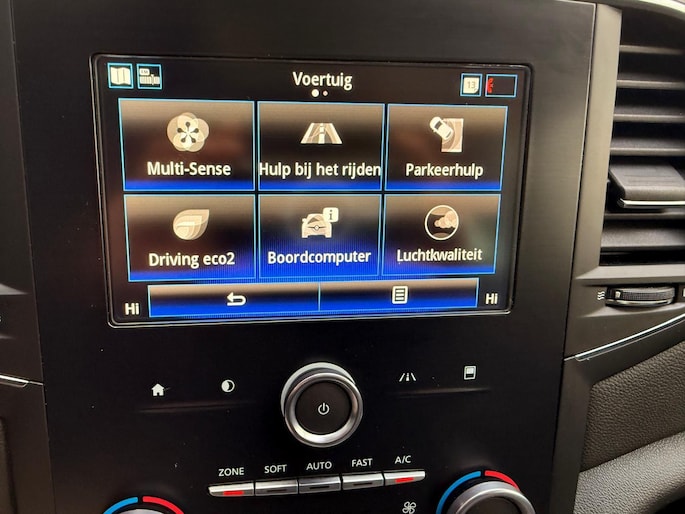 Voertuig
13
Multi-Sense
Hulp bij het rijden
Parkeerhulp
Driving eco2
Boordcomputer
Luchtkwaliteit
Hi
Hi
ZONE
SOFT
AUTO
FAST
A/C